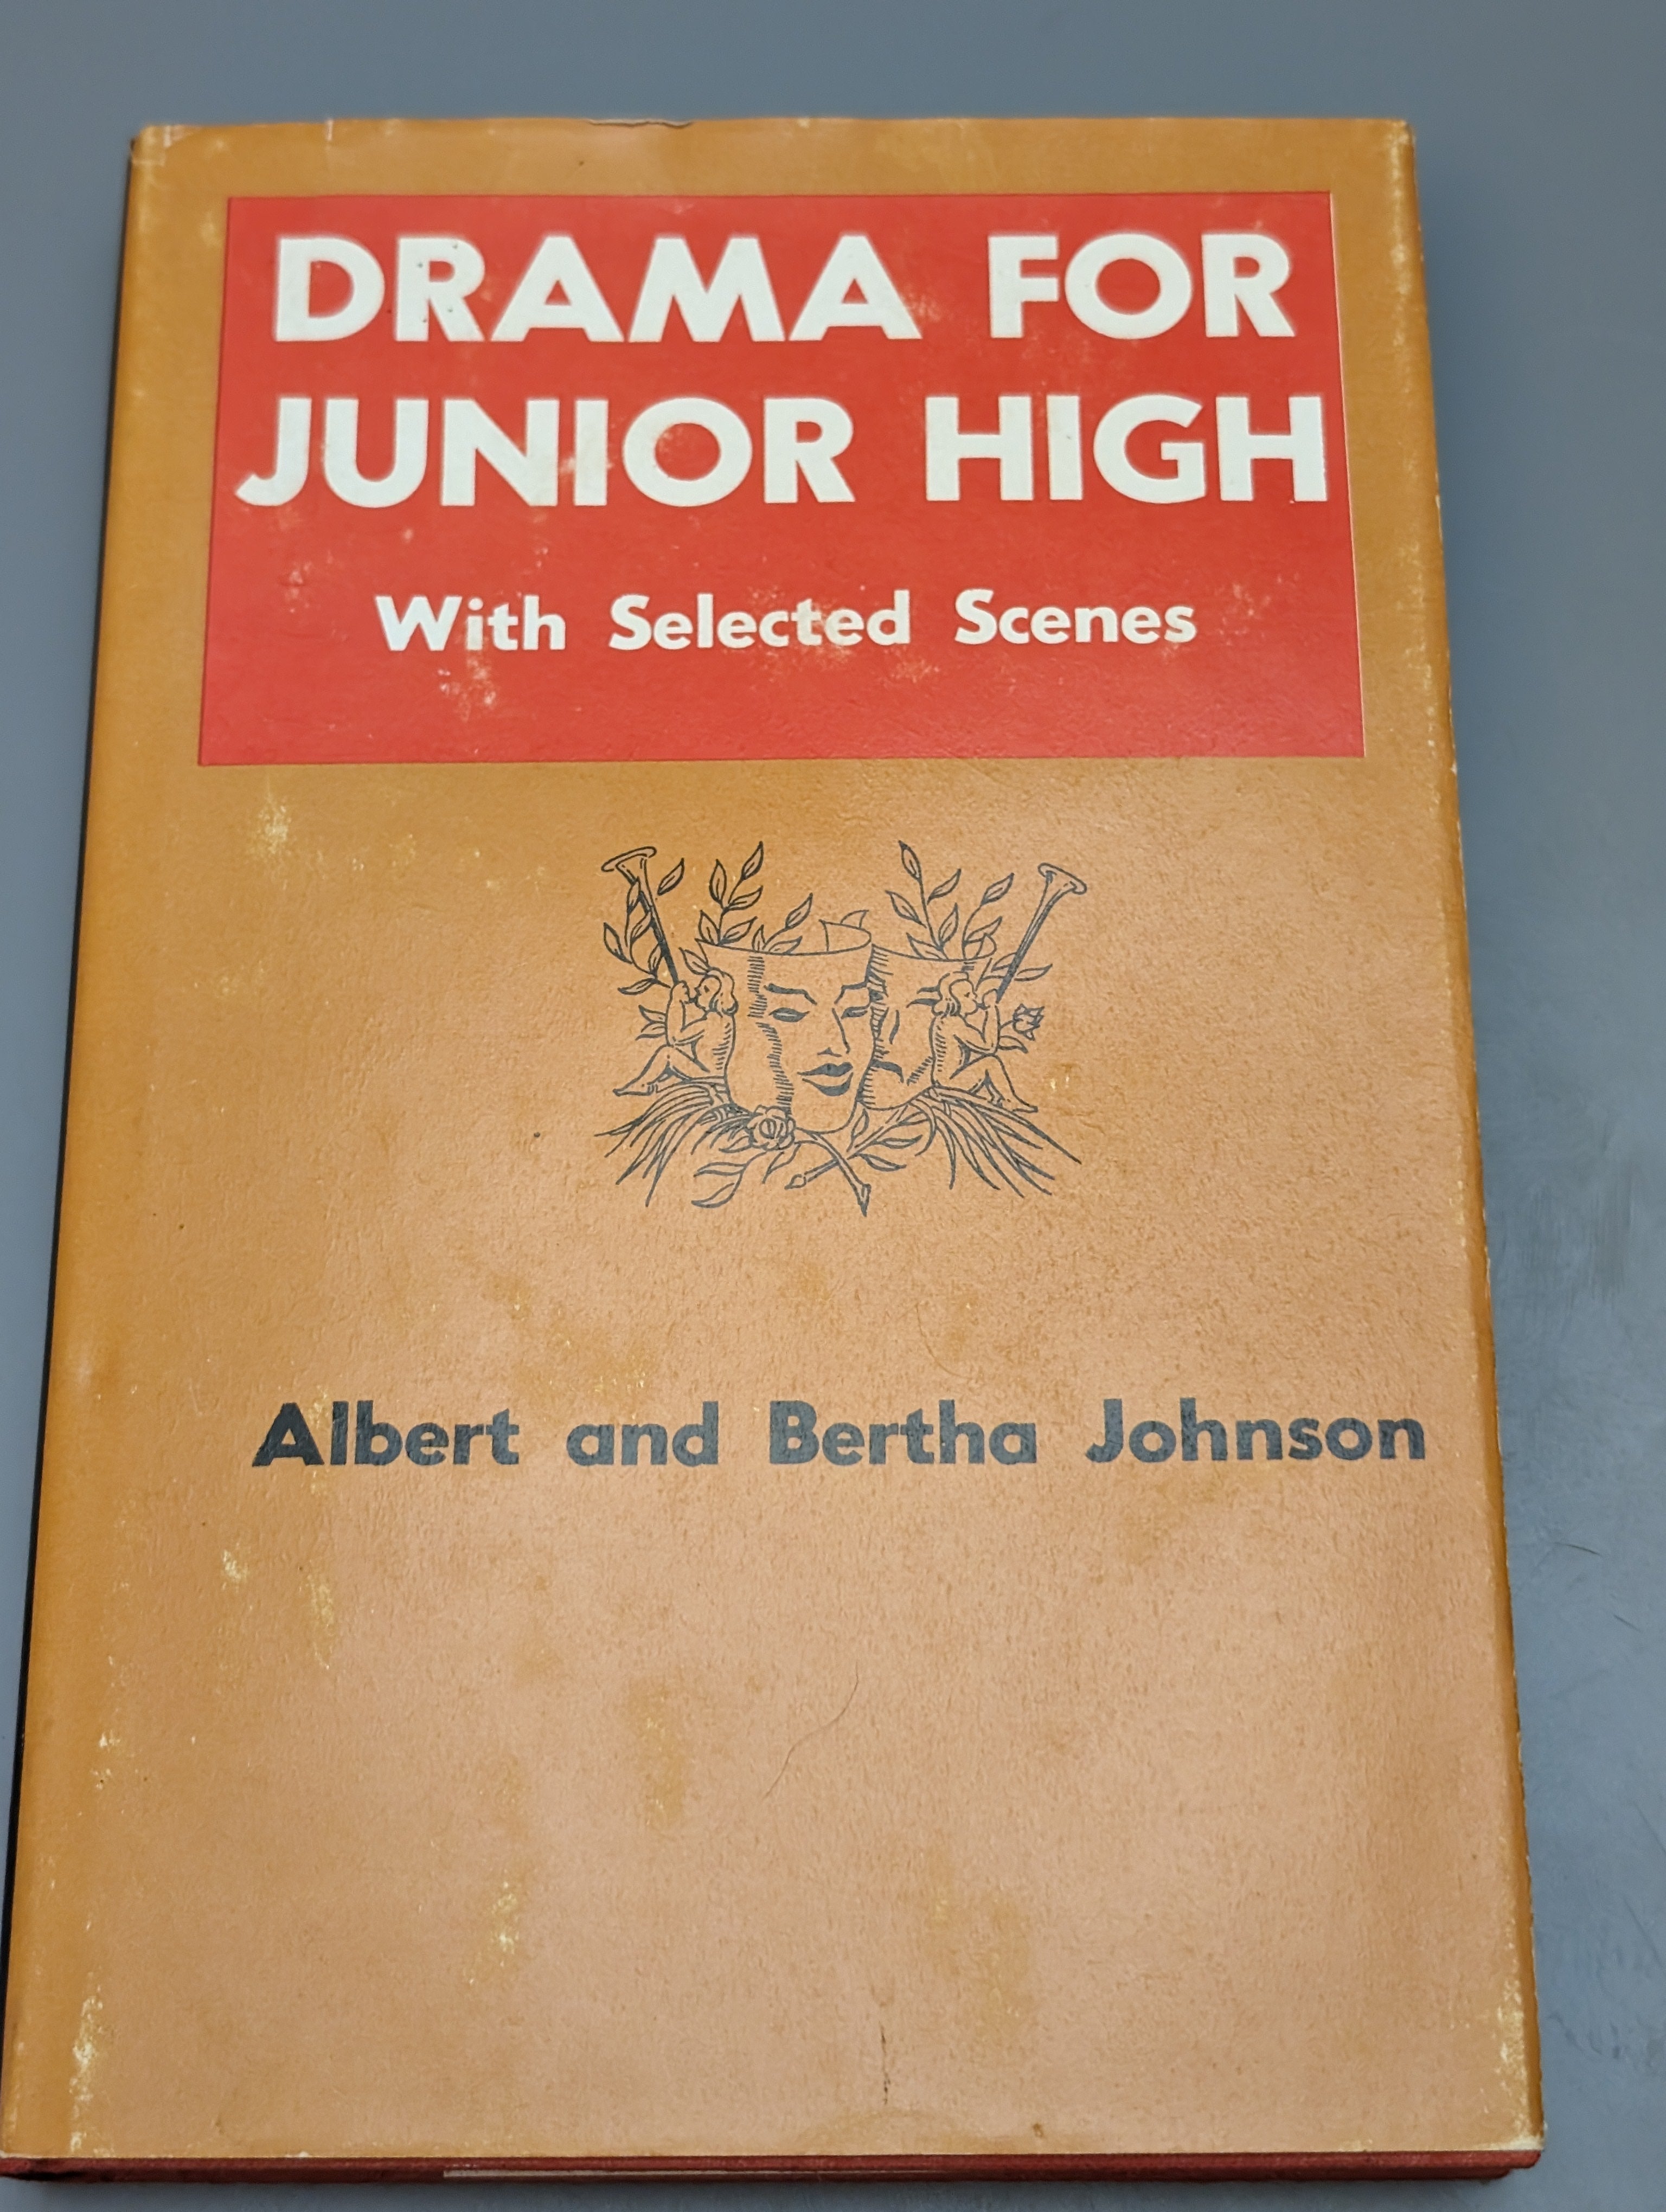 DRAMA FOR
JUNIOR HIGH
With Selected Scenes
Albert and Bertha Johnson